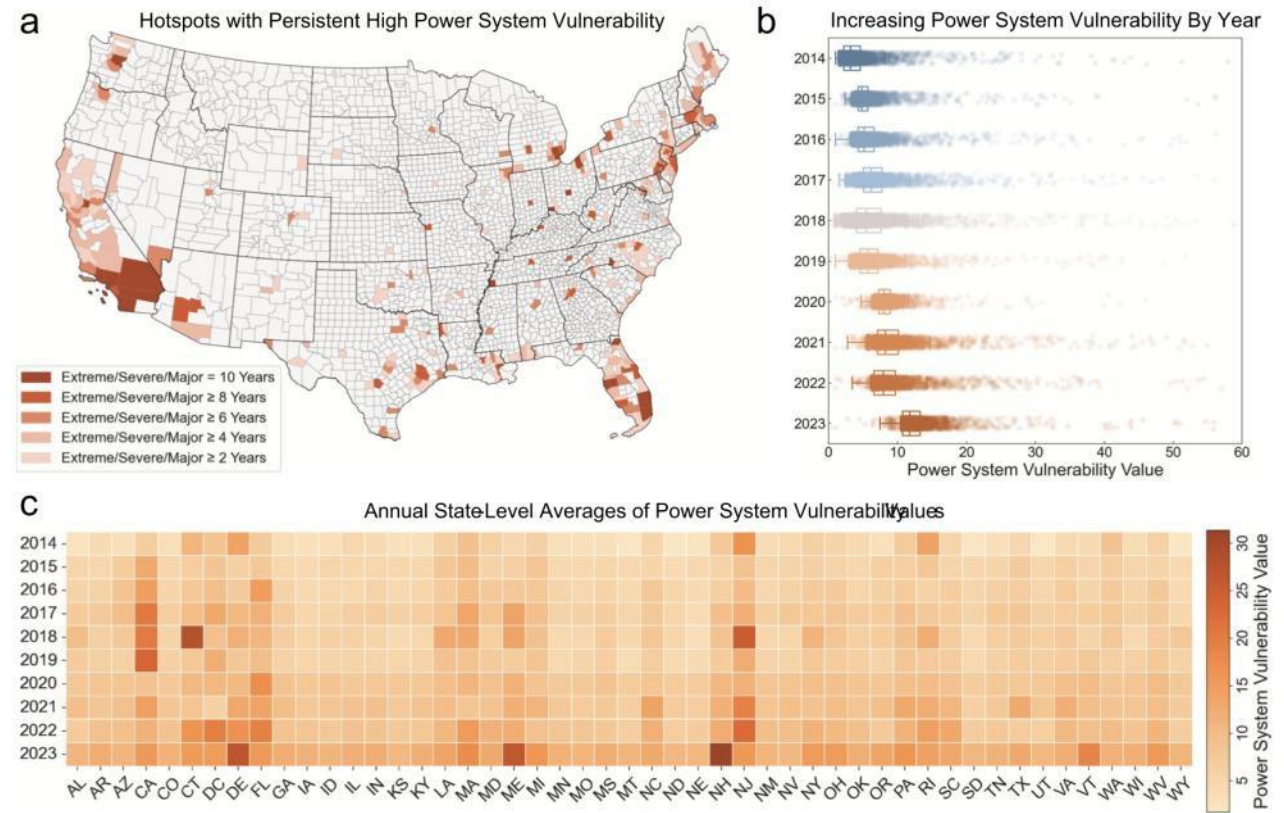 a
Hotspots with Persistent High Power System Vulnerability
Extreme/Severe/Major = 10 Years
Extreme/Severe/Major ≥ 8 Years
Extreme/Severe/Major ≥ 6 Years
Extreme/Severe/Major ≥ 4 Years
Extreme/Severe/Major ≥ 2 Years
b
Increasing Power System Vulnerability By Year
2014
2015
2016
2017
2018
2019
2020
2021
2022
2023
0 10 20 30 40 50 60
Power System Vulnerability Value
c
Annual State-Level Averages of Power System Vulnerability Values
2014
2015
2016
2017
2018
2019
2020
2021
2022
2023
AL AR AZ CA CO CT DC DE FL GA IA ID IL IN KS KY LA MA MD ME MI MN MO MS MT NC ND NE NH NJ NM NV NY OH OK OR PA RI SC SD TN TX UT VA VT WA WI WV WY
30
25
20
15
10
5
Power System Vulnerability Value